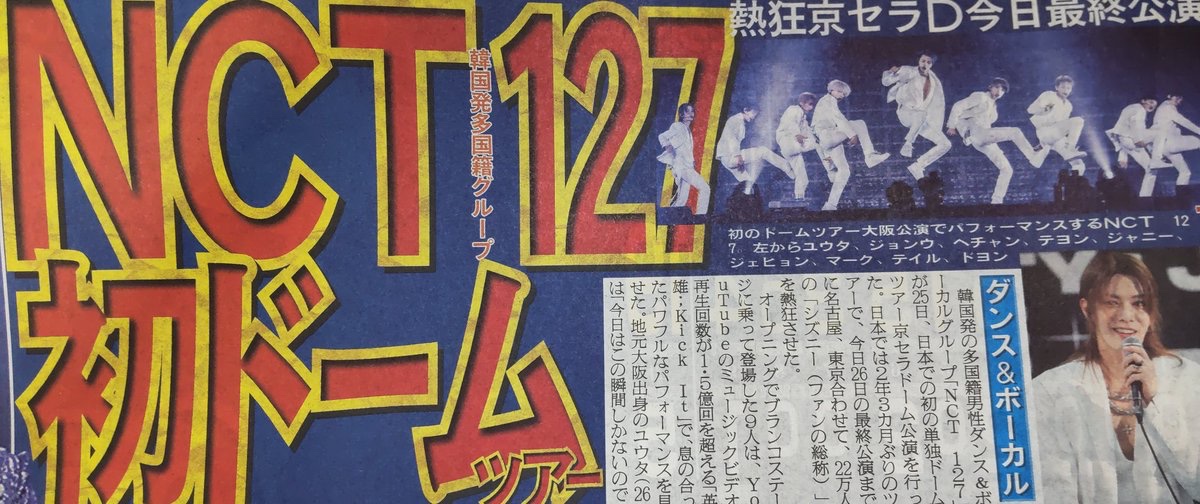 NCT 127
韓国発多国籍グループ
初ドーム
ツアー
熱狂京セラD今日最終公演
初のドームツアー大阪公演でパフォーマンスするNCT 12
7。左からユウタ、ジョンウ、ヘチャン、テヨン、ジャニー、
ジェヒョン、マーク、テイル、ドヨン
ダンス&ボーカル
韓国発の多国籍男性ダンス&ボ
ーカルグループ「NCT 127」
が25日、日本での初の単独ドーム
ツアー京セラドーム公演を行っ
た。日本では2年3カ月ぶりのツ
アーで、今日26日の最終公演まで
に名古屋、東京合わせて、22万人
の「シズニー(ファンの総称)」
を熱狂させた。
オープニングでブランコステー
ジに乗って登場した9人は、Yo
uTubeのミュージックビデオ
再生回数が1・5億回を超える「英
雄;Kick It」で、息の合っ
たパワフルなパフォーマンスを見
せた。地元大阪出身のユウタ(26)
は「今日はこの瞬間しかないので